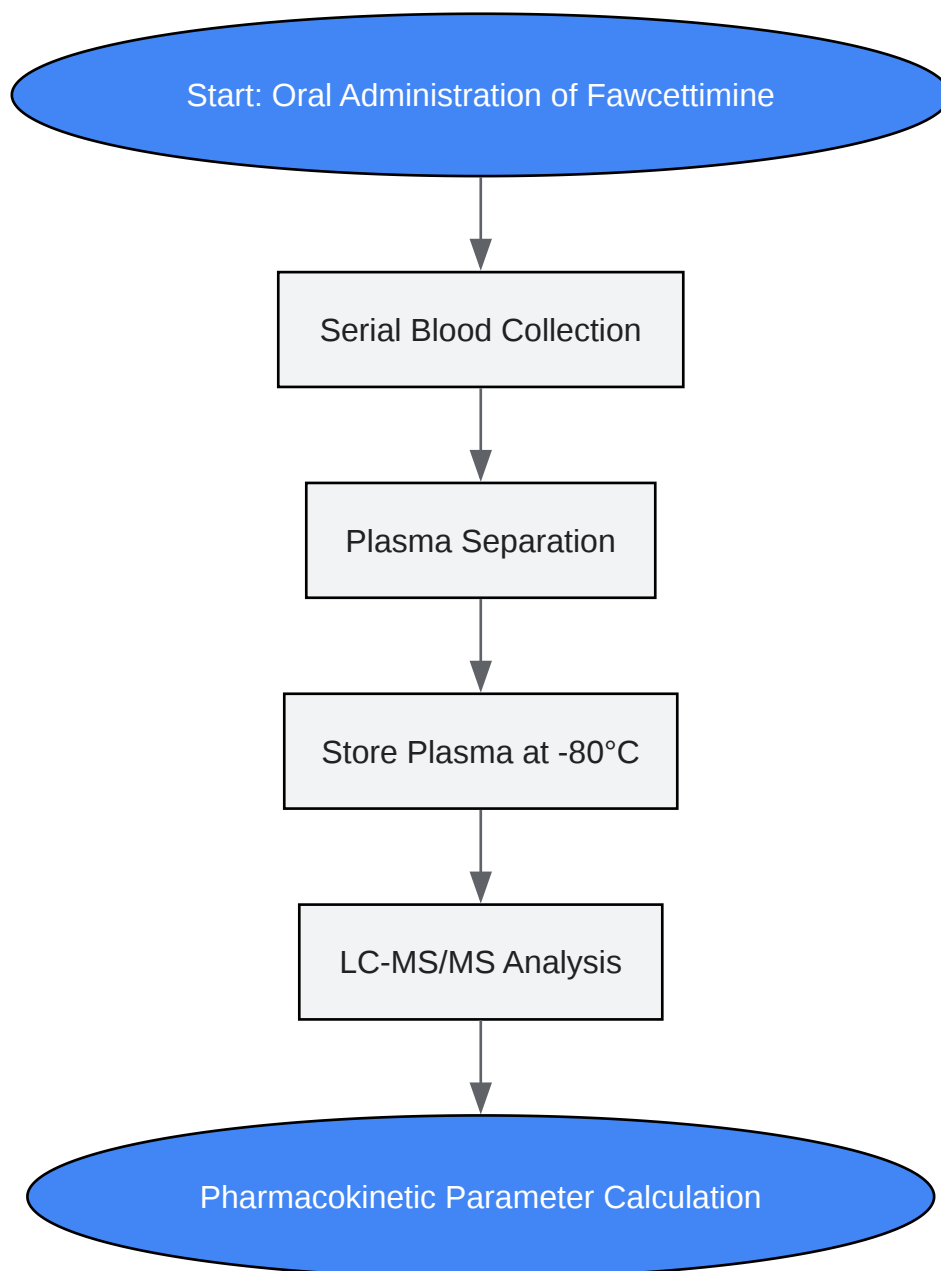 Start: Oral Administration of Fawcettimine
Serial Blood Collection
Plasma Separation
Store Plasma at -80°C
LC-MS/MS Analysis
Pharmacokinetic Parameter Calculation